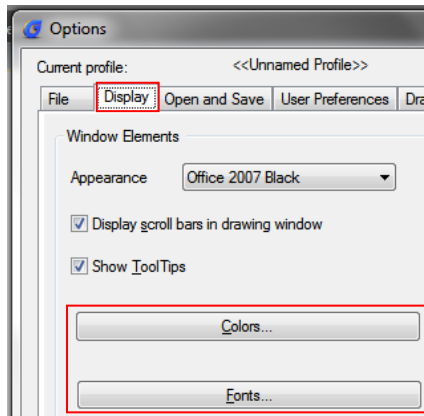 Options
Current profile: <<Unnamed Profile>>
File Display Open and Save User Preferences
Window Elements
Appearance Office 2007 Black
Display scroll bars in drawing window
Show ToolTips
Colors...
Fonts...